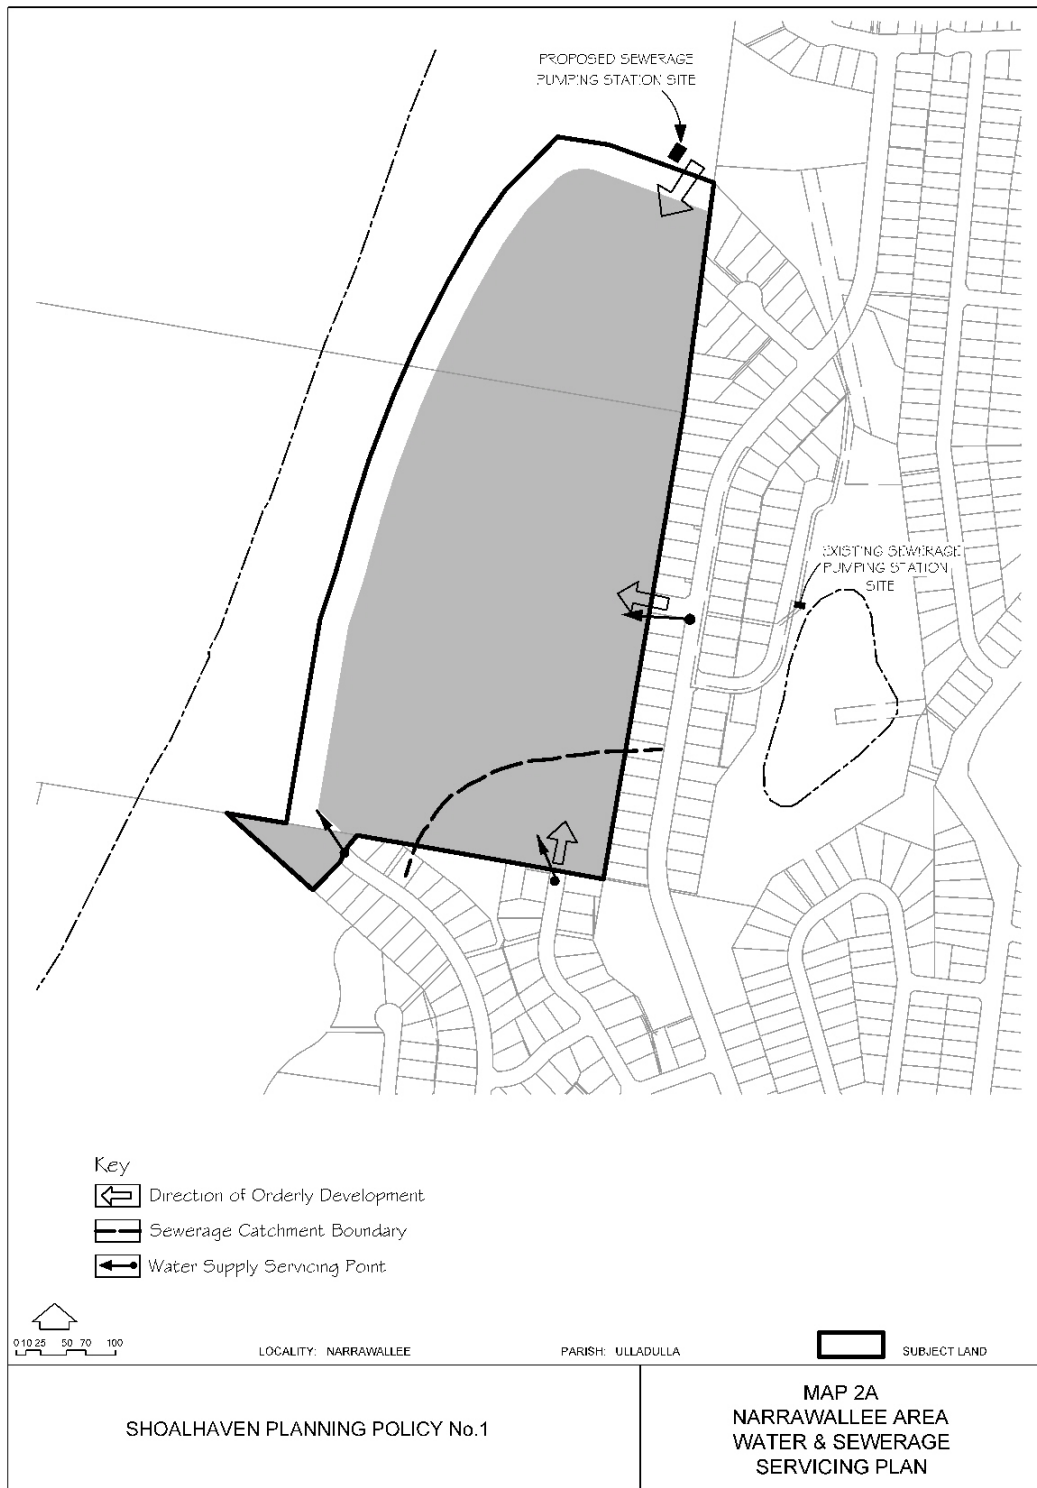 PROPOSED SEWERAGE
PUMPING STATION SITE
EXISTING SEWERAGE
PUMPING STATION
SITE
Key
Direction of Orderly Development
Sewerage Catchment Boundary
Water Supply Servicing Point
0 10 25 50 70 100
LOCALITY: NARRAWALLEE
PARISH: ULLADULLA
SUBJECT LAND
SHOALHAVEN PLANNING POLICY No.1
MAP 2A
NARRAWALLEE AREA
WATER & SEWERAGE
SERVICING PLAN